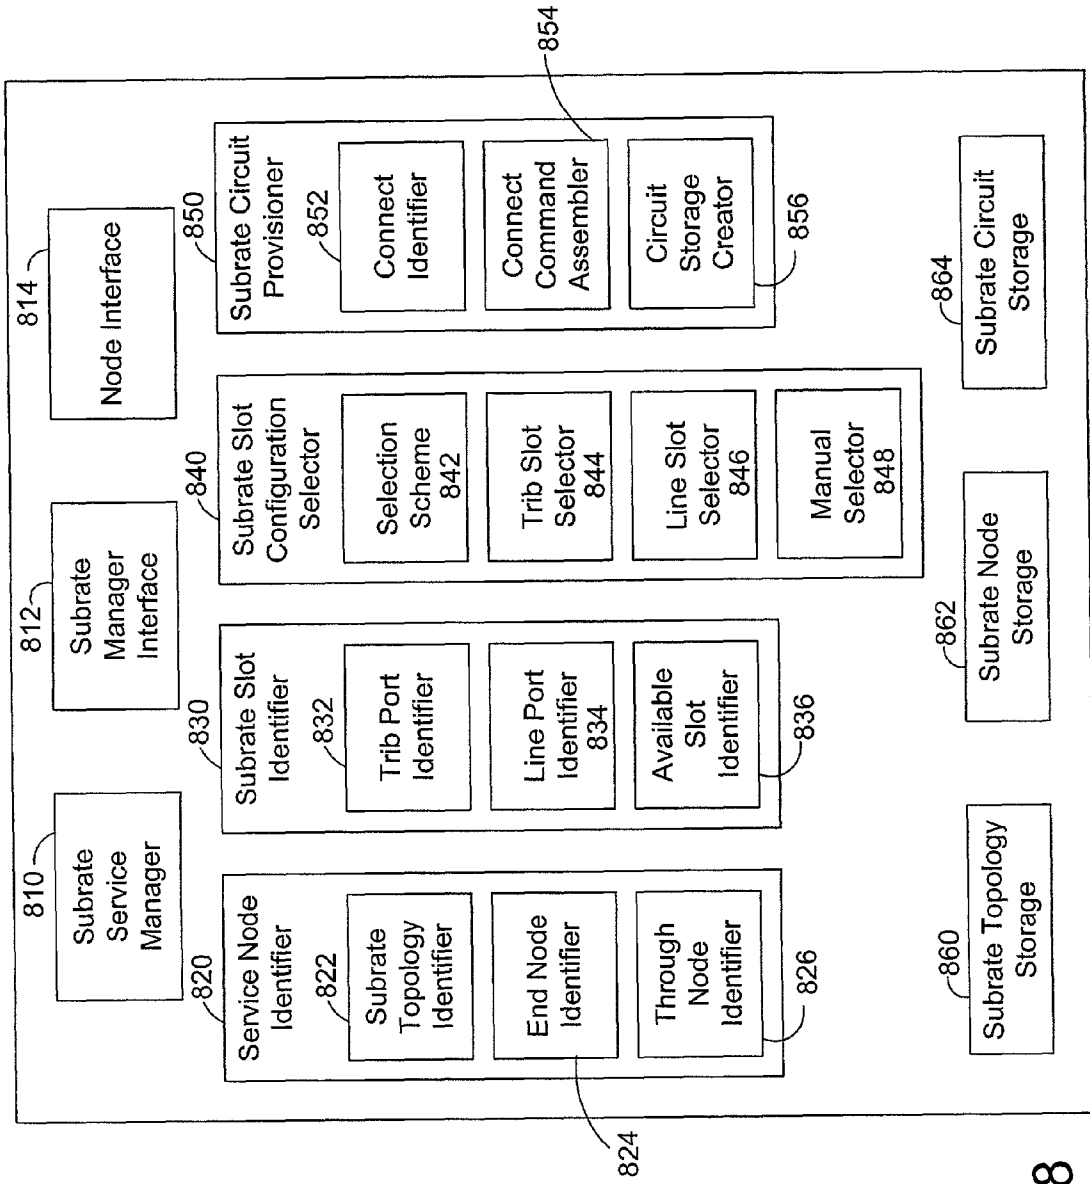 810
Subrate
Service
Manager
812
Subrate
Manager
Interface
814
Node Interface
820
Service Node
Identifier
822
Subrate
Topology
Identifier
End Node
Identifier
824
Through
Node
Identifier
826
830
Subrate Slot
Identifier
832
Trib Port
Identifier
Line Port
Identifier
834
Available
Slot
Identifier
836
840
Subrate Slot
Configuration
Selector
Selection
Scheme
842
Trib Slot
Selector
844
Line Slot
Selector
846
Manual
Selector
848
850
Subrate Circuit
Provisioner
852
Connect
Identifier
Connect
Command
Assembler
854
Circuit
Storage
Creator
856
860
Subrate Topology
Storage
862
Subrate Node
Storage
864
Subrate Circuit
Storage
8